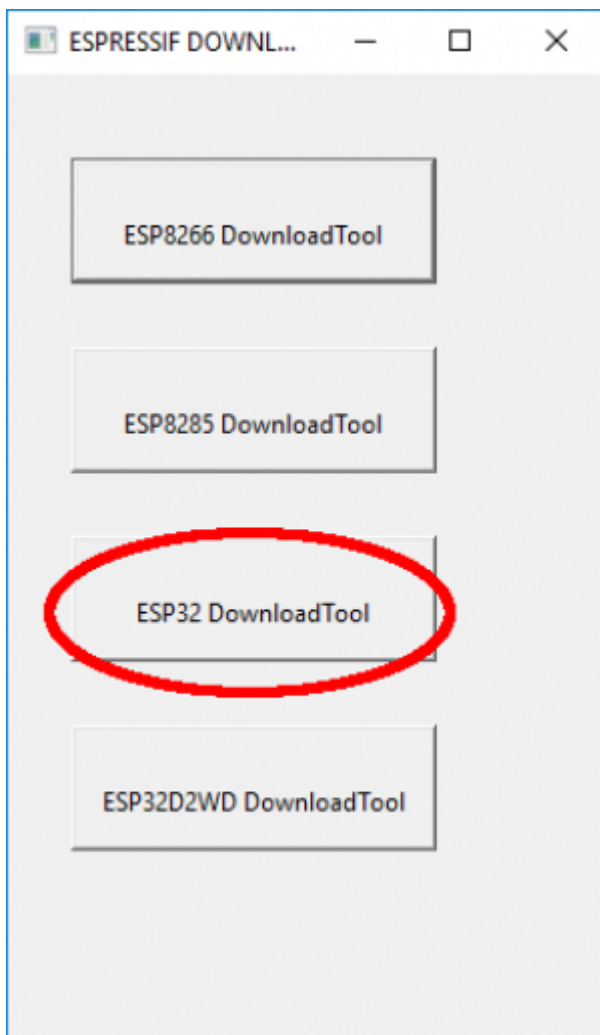 ESPRESSIF DOWNL...
ESP8266 DownloadTool
ESP8285 DownloadTool
ESP32 DownloadTool
ESP32D2WD DownloadTool